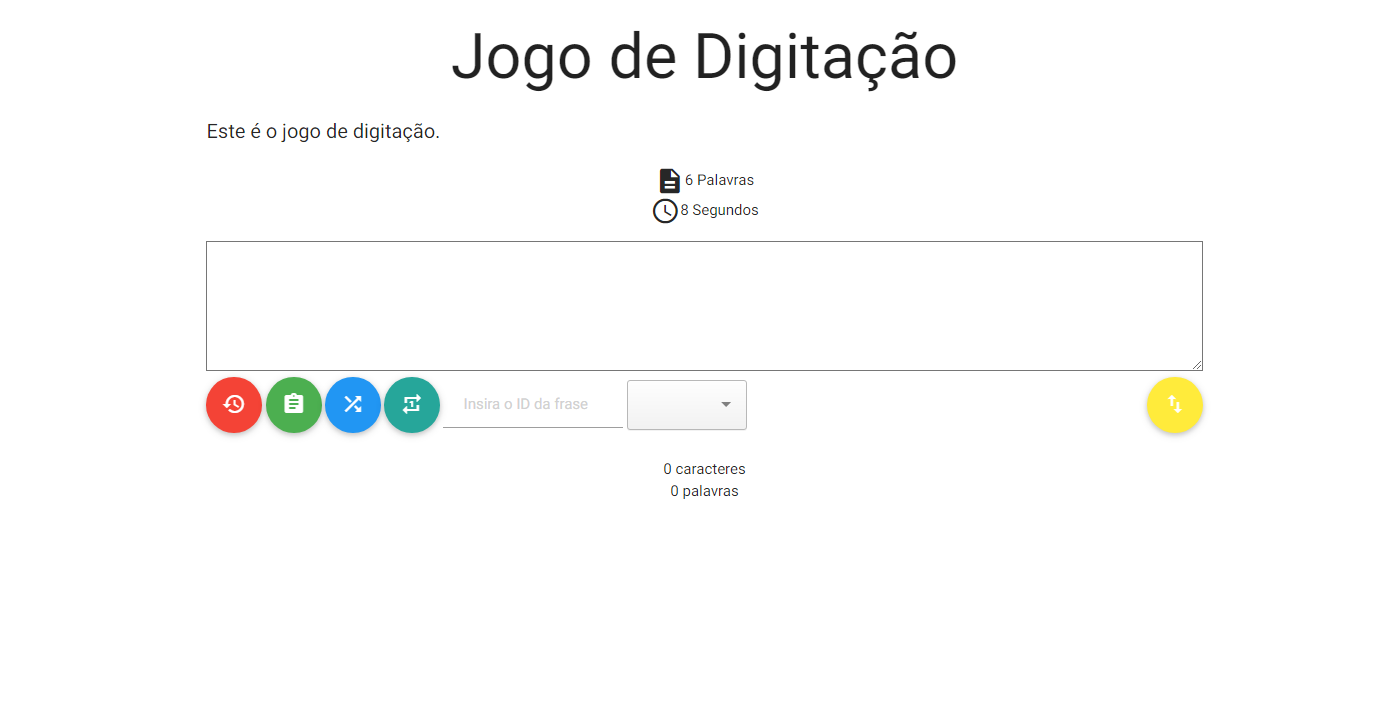 Jogo de Digitação
Este é o jogo de digitação.
6 Palavras
8 Segundos
Insira o ID da frase
0 caracteres
0 palavras